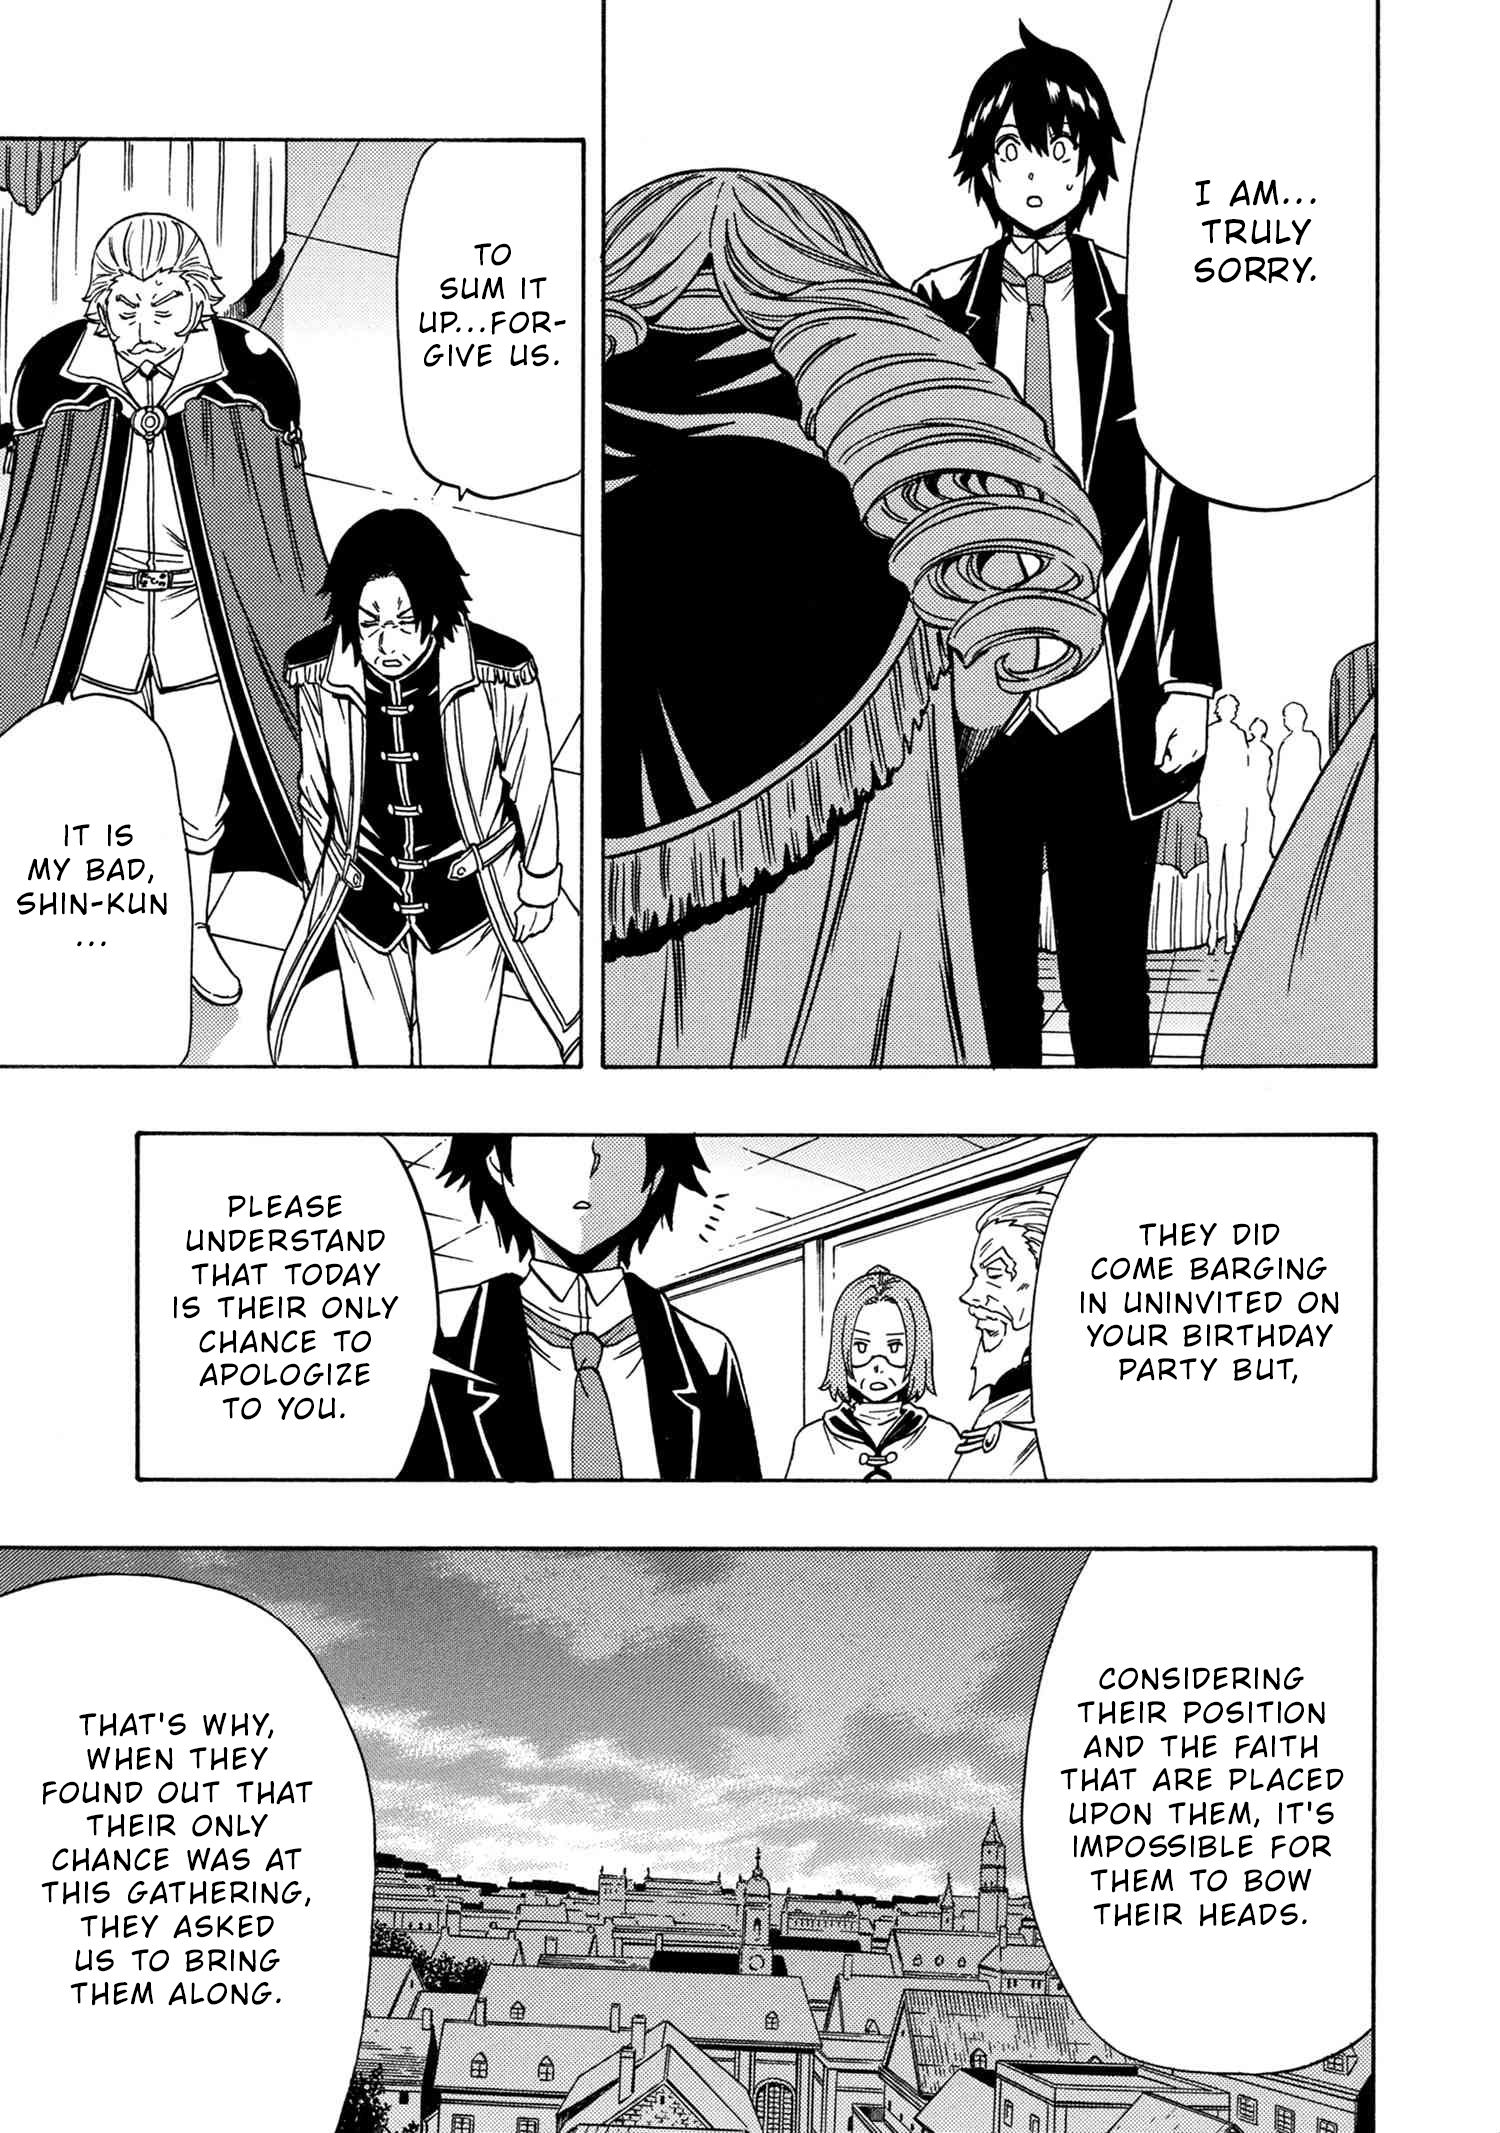 I AM...
TRULY
SORRY.
TO
SUM IT
UP...FOR-
GIVE US.
IT IS
MY BAD,
SHIN-KUN
...
THEY DID
COME BARGING
IN UNINVITED ON
YOUR BIRTHDAY
PARTY BUT,
PLEASE
UNDERSTAND
THAT TODAY
IS THEIR ONLY
CHANCE TO
APOLOGIZE
TO YOU.
CONSIDERING
THEIR POSITION
AND THE FAITH
THAT ARE PLACED
UPON THEM, IT'S
IMPOSSIBLE FOR
THEM TO BOW
THEIR HEADS.
THAT'S WHY,
WHEN THEY
FOUND OUT THAT
THEIR ONLY
CHANCE WAS AT
THIS GATHERING,
THEY ASKED
US TO BRING
THEM ALONG.